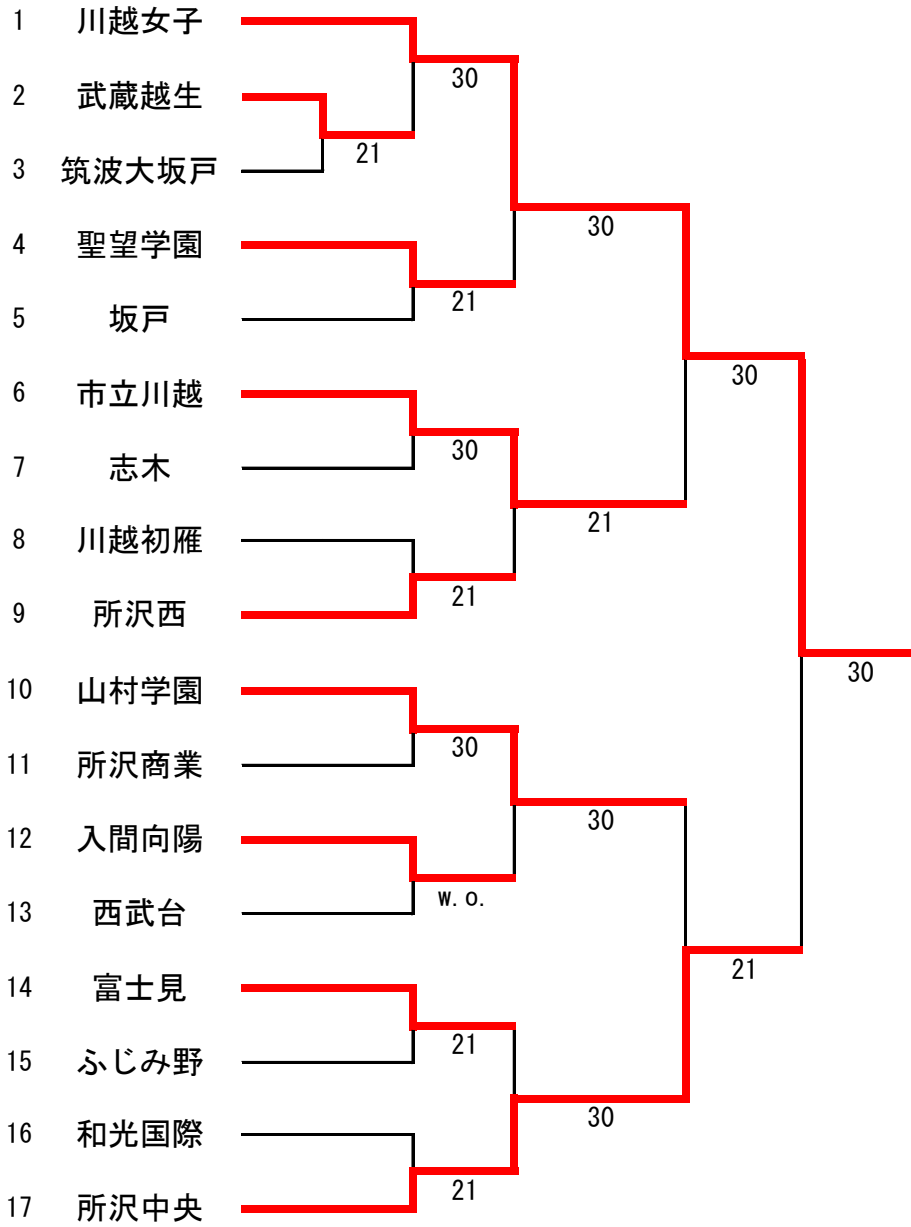 1 川越女子
30
2 武蔵越生
21
3 筑波大坂戸
30
4 聖望学園
21
5 坂戸
30
6 市立川越
30
7 志木
21
8 川越初雁
21
9 所沢西
30
10 山村学園
30
11 所沢商業
30
12 入間向陽
w.o.
13 西武台
21
14 富士見
21
15 ふじみ野
30
16 和光国際
21
17 所沢中央